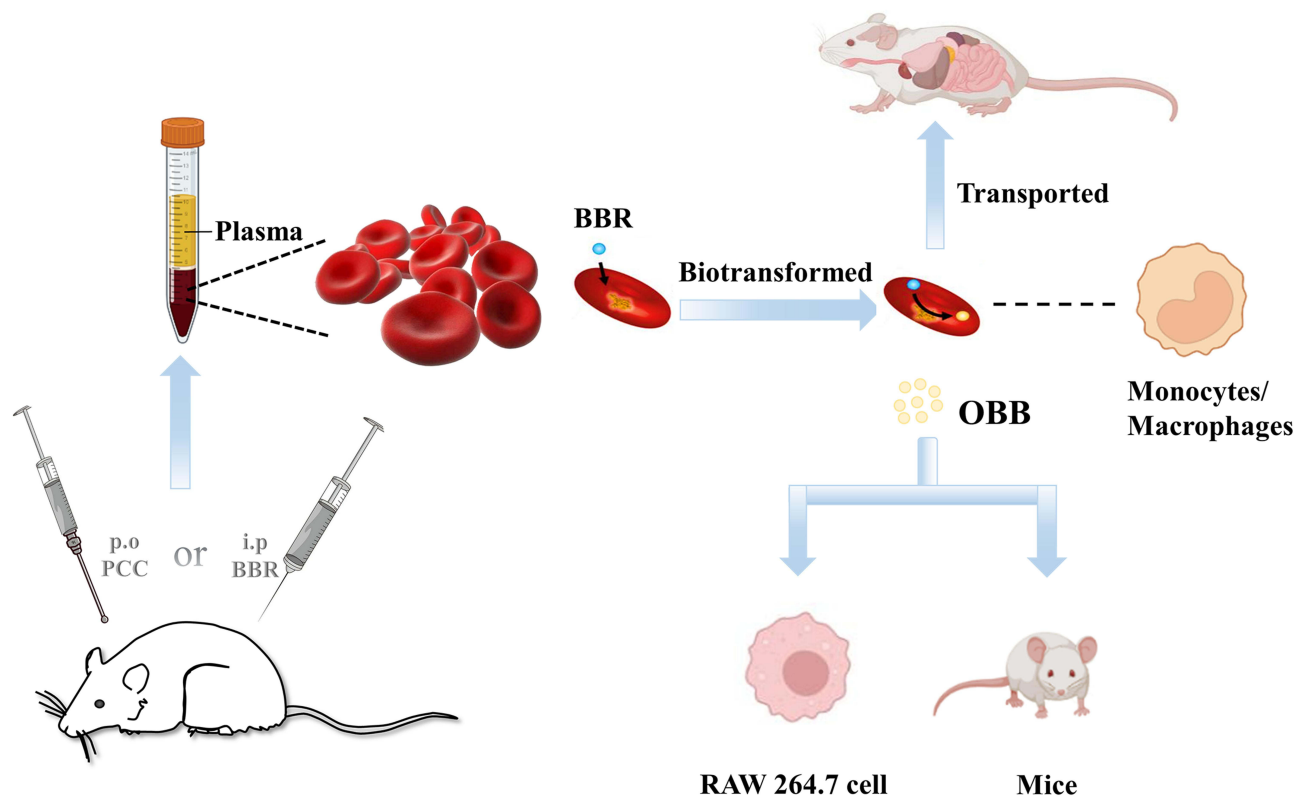 Plasma
BBR
Biotransformed
Transported
Monocytes/
Macrophages
OBB
p.o
PCC
or
i.p
BBR
RAW 264.7 cell
Mice